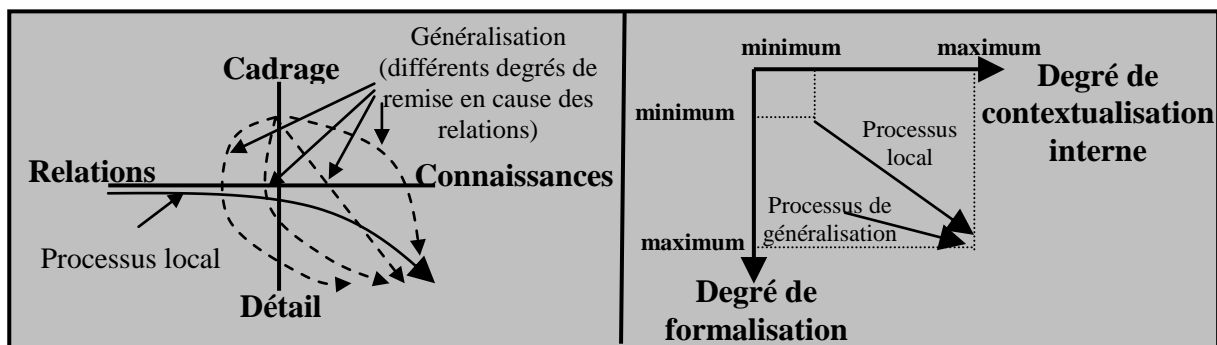 Généralisation
(différents degrés de
remise en cause des
relations)
Cadrage
Relations
Connaissances
Processus local
Détail
minimum
maximum
Degré de
contextualisation
interne
minimum
Processus
local
Processus de
généralisation
maximum
Degré de
formalisation